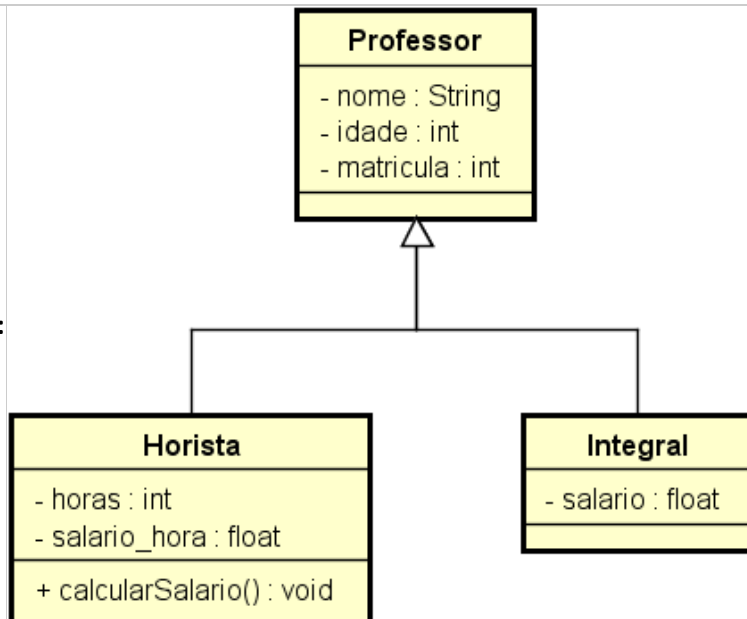 Professor
- nome : String
- idade : int
- matricula : int
:
Horista
- horas : int
- salario_hora : float
+ calcularSalario() : void
Integral
- salario : float